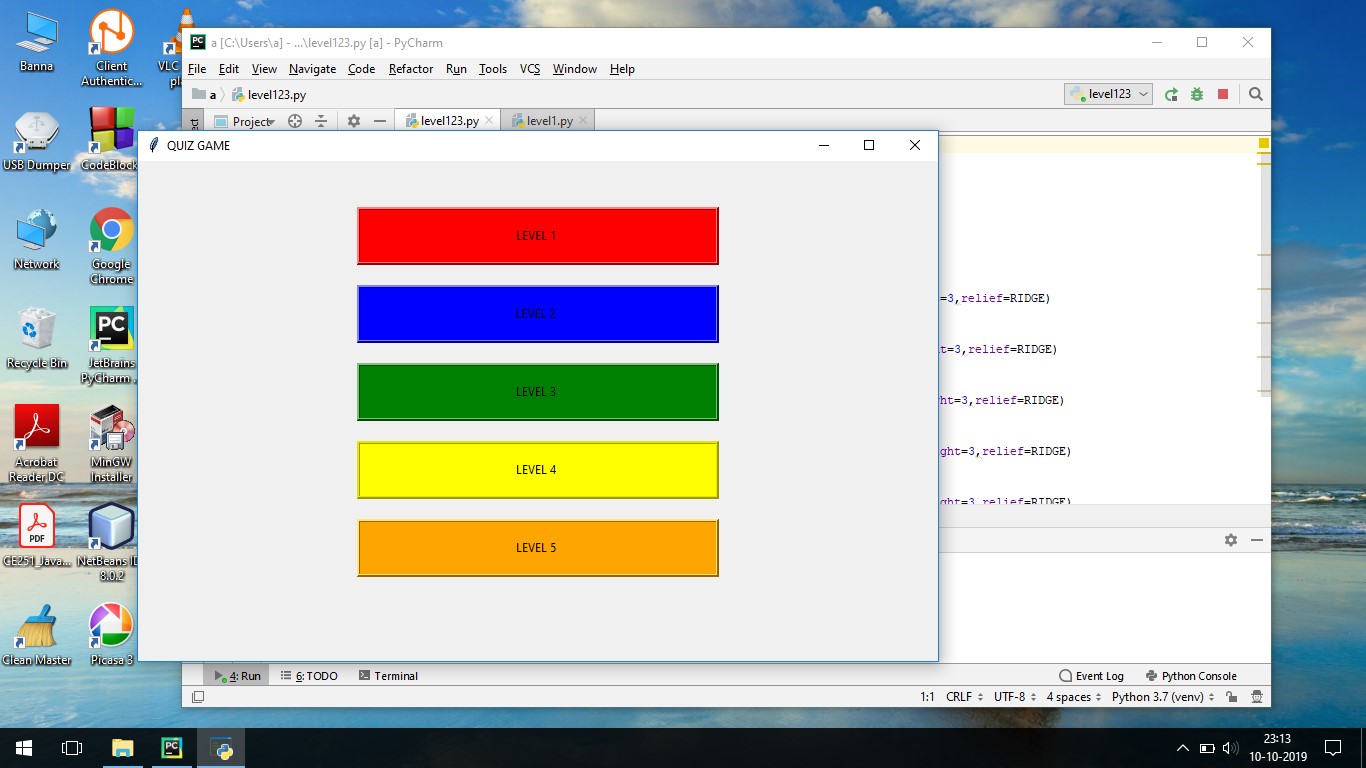 Banna
Client
Authentic...
VLC
pl
USB Dumper
CodeBlock
Network
Google
Chrome
Recycle Bin
JetBrains
PyCharm ...
Acrobat
Reader DC
MinGW
Installer
PDF
CE251_Java...
NetBeans ID
8.0.2
Clean Master
Picasa 3
a [C:\Users\a] - ...\level123.py [a] - PyCharm
File Edit View Navigate Code Refactor Run Tools VCS Window Help
a level123.py
level123
Project
level123.py
level1.py
QUIZ GAME
LEVEL 1
LEVEL 2
LEVEL 3
LEVEL 4
LEVEL 5
=3,relief=RIDGE)
t=3,relief=RIDGE)
ht=3,relief=RIDGE)
ght=3,relief=RIDGE)
ght=3,relief=RIDGE)
4: Run 6: TODO Terminal Event Log Python Console
1:1 CRLF UTF-8 4 spaces Python 3.7 (venv)
23:13
10-10-2019